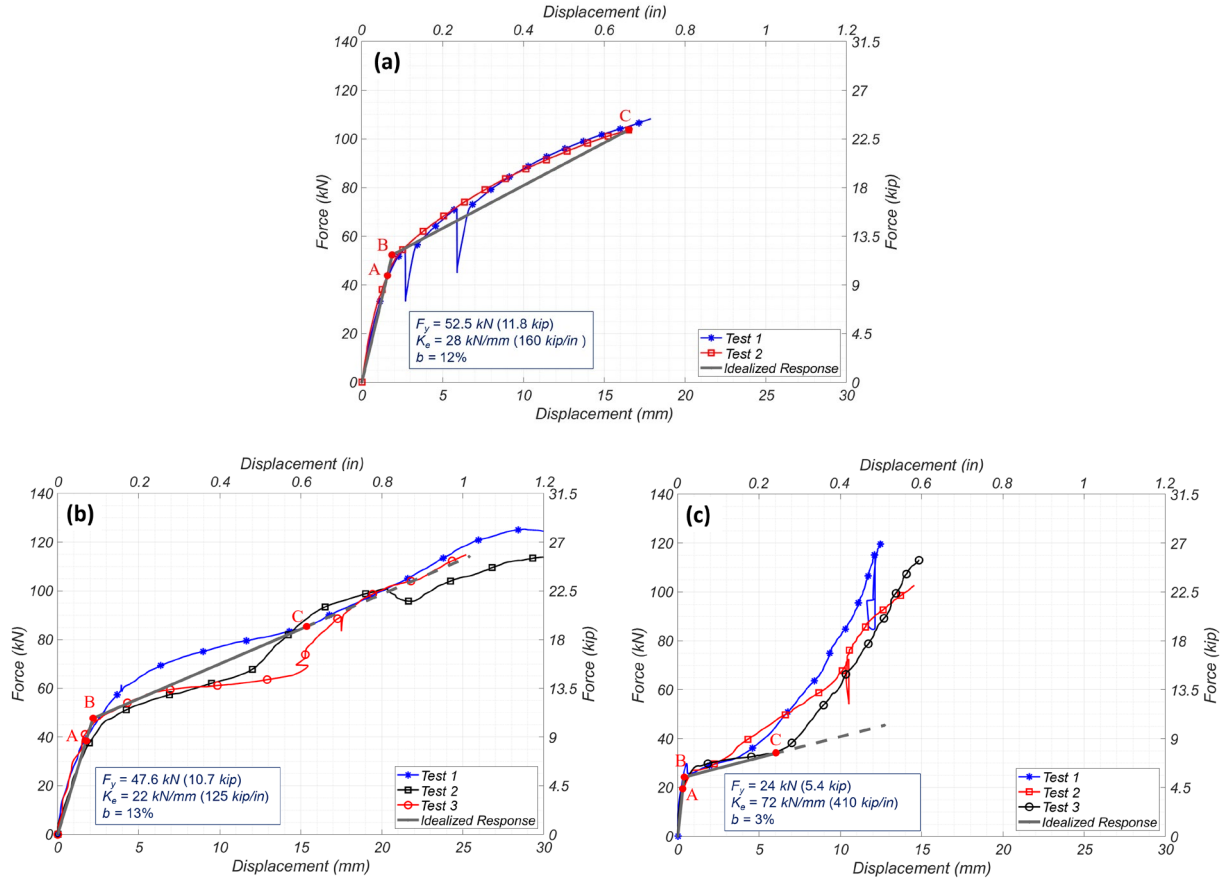 Displacement (in)
0 0.2 0.4 0.6 0.8 1 1.2
(a)
140 31.5
120 27
100 22.5
80 18
60 13.5
40 9
20 4.5
0 0
Force (kN)
Force (kip)
C
B
A
F_y = 52.5 kN (11.8 kip)
K_e = 28 kN/mm (160 kip/in )
b = 12%
Test 1
Test 2
Idealized Response
0 5 10 15 20 25 30
Displacement (mm)
Displacement (in)
0 0.2 0.4 0.6 0.8 1 1.2
(b)
140 31.5
120 27
100 22.5
80 18
60 13.5
40 9
20 4.5
0 0
Force (kN)
Force (kip)
C
B
A
F_y = 47.6 kN (10.7 kip)
K_e = 22 kN/mm (125 kip/in)
b = 13%
Test 1
Test 2
Test 3
Idealized Response
0 5 10 15 20 25 30
Displacement (mm)
Displacement (in)
0 0.2 0.4 0.6 0.8 1 1.2
(c)
140 31.5
120 27
100 22.5
80 18
60 13.5
40 9
20 4.5
0 0
Force (kN)
Force (kip)
C
B
A
F_y = 24 kN (5.4 kip)
K_e = 72 kN/mm (410 kip/in)
b = 3%
Test 1
Test 2
Test 3
Idealized Response
0 5 10 15 20 25 30
Displacement (mm)